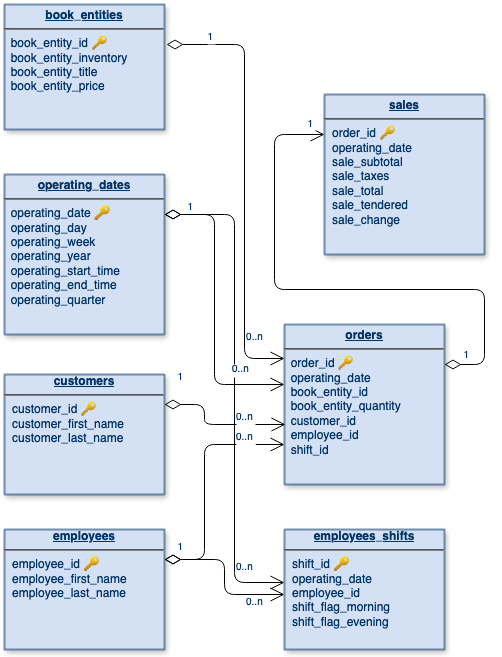 book_entities
book_entity_id
book_entity_inventory
book_entity_title
book_entity_price
1
sales
order_id
operating_date
sale_subtotal
sale_taxes
sale_total
sale_tendered
sale_change
1
operating_dates
operating_date
operating_day
operating_week
operating_year
operating_start_time
operating_end_time
operating_quarter
1
orders
order_id
operating_date
book_entity_id
book_entity_quantity
customer_id
employee_id
shift_id
1
0..n
0..n
0..n
0..n
customers
customer_id
customer_first_name
customer_last_name
1
employees
employee_id
employee_first_name
employee_last_name
1
employees_shifts
shift_id
operating_date
employee_id
shift_flag_morning
shift_flag_evening
0..n
0..n